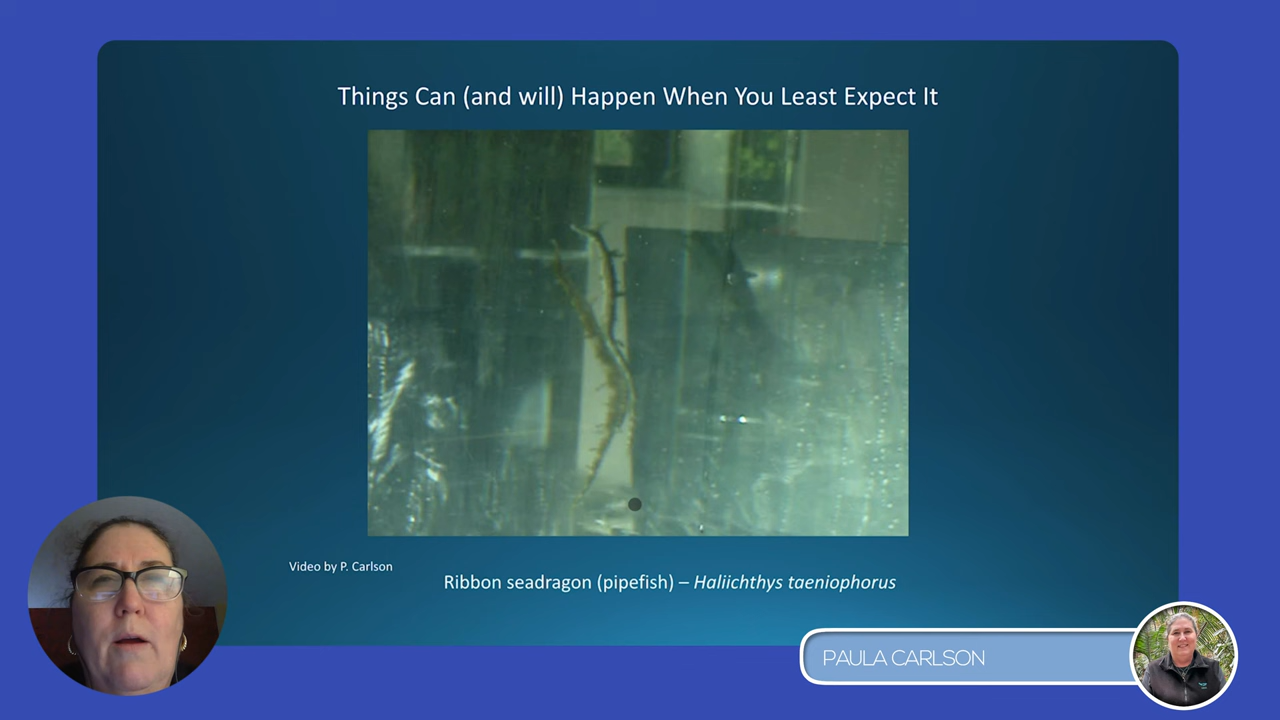 Things Can (and will) Happen When You Least Expect It
Video by P. Carlson
Ribbon seadragon (pipefish) – Haliichthys taeniophorus
PAULA CARLSON